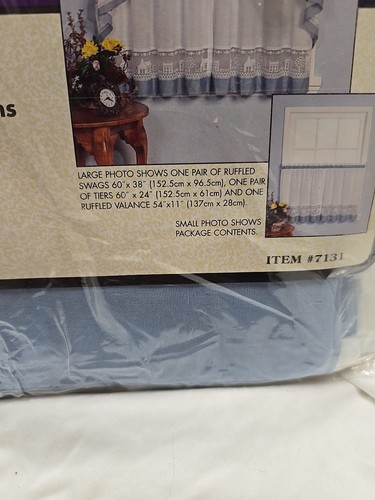 ns
LARGE PHOTO SHOWS ONE PAIR OF RUFFLED
SWAGS 60"x 38" (152.5cm x 96.5cm), ONE PAIR
OF TIERS 60" x 24" (152.5cm x 61cm) AND ONE
RUFFLED VALANCE 54"x11" (137cm x 28cm).
SMALL PHOTO SHOWS
PACKAGE CONTENTS.
ITEM #7131